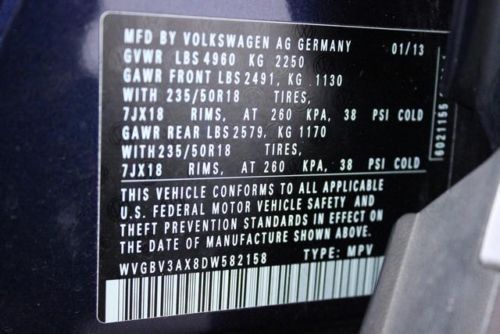 MFD BY VOLKSWAGEN AG GERMANY 01/13
GVWR LBS 4960 KG 2250
GAWR FRONT LBS 2491, KG 1130
WITH 235/50R18 TIRES,
7JX18 RIMS, AT 260 KPA, 38 PSI COLD
GAWR REAR LBS 2579, KG 1170
WITH 235/50R18 TIRES,
7JX18 RIMS, AT 260 KPA, 38 PSI COLD
THIS VEHICLE CONFORMS TO ALL APPLICABLE
U.S. FEDERAL MOTOR VEHICLE SAFETY AND
THEFT PREVENTION STANDARDS IN EFFECT ON
THE DATE OF MANUFACTURE SHOWN ABOVE
WVGBV3AX8DW582158 TYPE: MPV